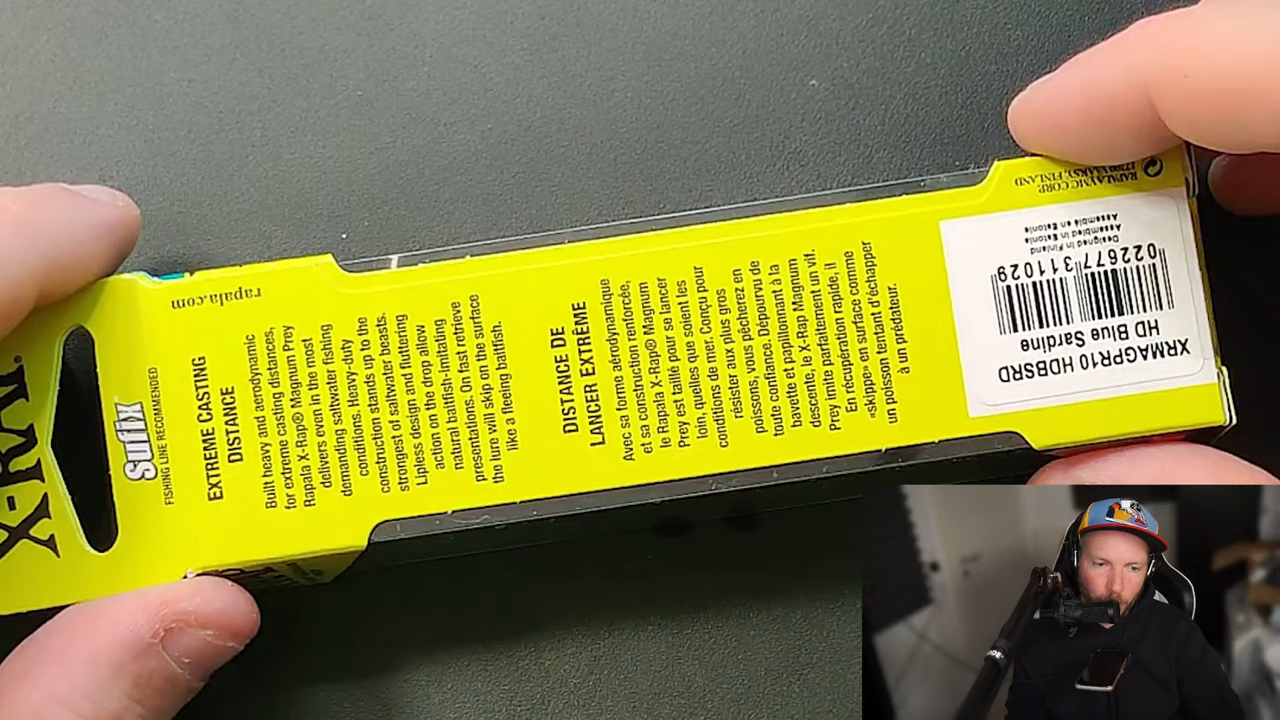 X-RAP
Sufix
FISHING LINE RECOMMENDED
rapala.com
EXTREME CASTING
DISTANCE
Built heavy and aerodynamic
for extreme casting distances,
Rapala X-Rap® Magnum Prey
delivers even in the most
demanding saltwater fishing
conditions. Heavy-duty
construction stands up to the
strongest of saltwater beasts.
Lipless design and fluttering
action on the drop allow
natural baitfish-imitating
presentations. On fast retrieve
the lure will skip on the surface
like a fleeing baitfish.
DISTANCE DE
LANCER EXTRÊME
Avec sa forme aérodynamique
et sa construction renforcée,
le Rapala X-Rap® Magnum
Prey est taillé pour se lancer
loin, quelles que soient les
conditions de mer. Conçu pour
résister aux plus gros
poissons, vous pêcherez en
toute confiance. Dépourvu de
bavette et papillonnant à la
descente, le X-Rap Magnum
Prey imite parfaitement un vif.
En récupération rapide, il
«skippe» en surface comme
un poisson tentant d'échapper
à un prédateur.
XRMAGPR10 HDBSRD
HD Blue Sardine
022677 311029
Designed in Finland
Assembled in Estonia
Assemblé en Estonie
RAPALA VMC CORP.
17200 VÄÄKSY, FINLAND